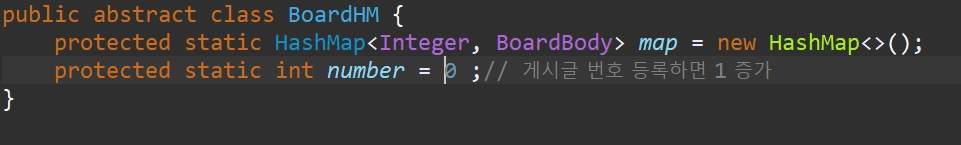 public abstract class BoardHM {
    protected static HashMap<Integer, BoardBody> map = new HashMap<>();
    protected static int number = 0 ;// 게시글 번호 등록하면 1 증가
}